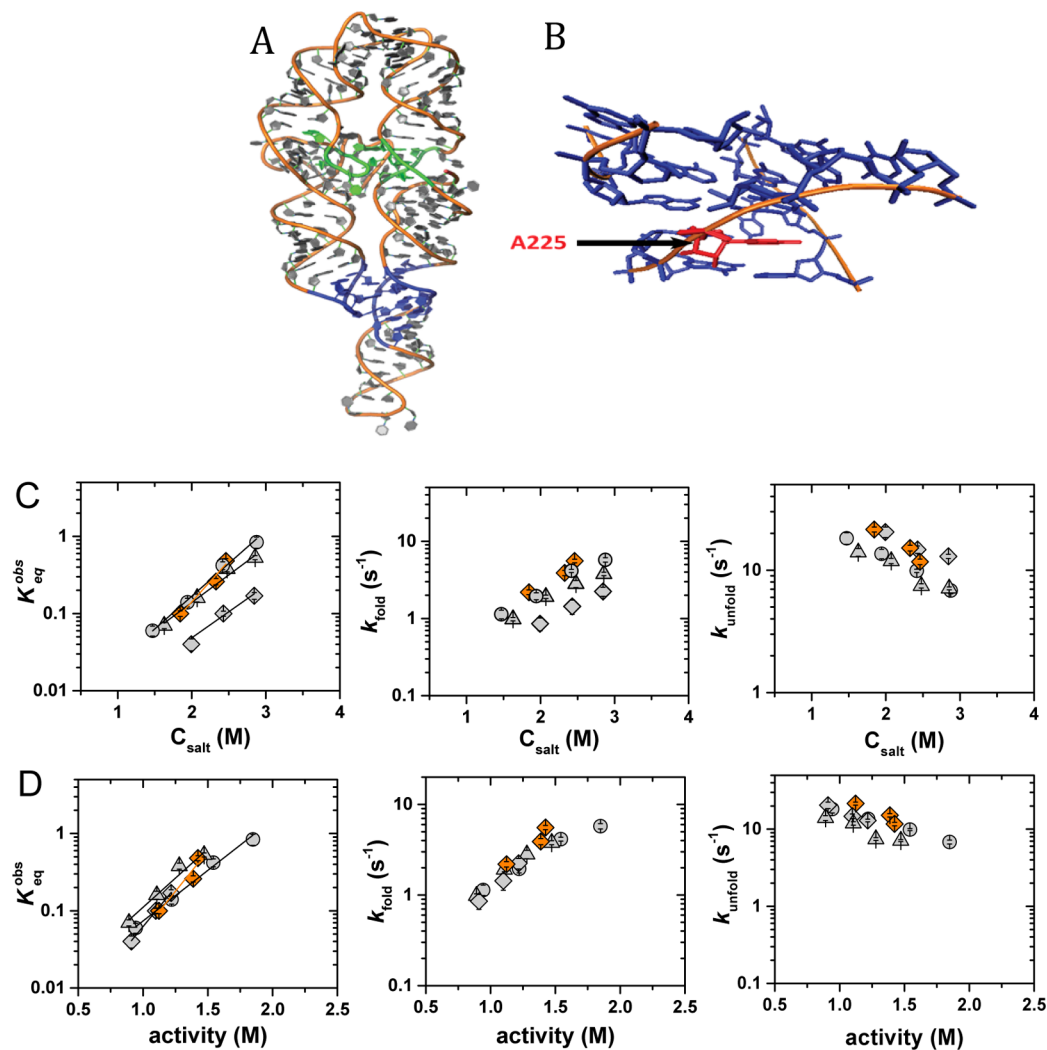 A
B
A225
C
K_eq^obs
1
0.1
0.01
1 2 3 4
C_salt (M)
k_fold (s⁻¹)
10
1
0.1
1 2 3 4
C_salt (M)
k_unfold (s⁻¹)
10
1
1 2 3 4
C_salt (M)
D
K_eq^obs
1
0.1
0.01
0.5 1.0 1.5 2.0 2.5
activity (M)
k_fold (s⁻¹)
10
1
0.1
0.5 1.0 1.5 2.0 2.5
activity (M)
k_unfold (s⁻¹)
10
1
0.1
0.5 1.0 1.5 2.0 2.5
activity (M)